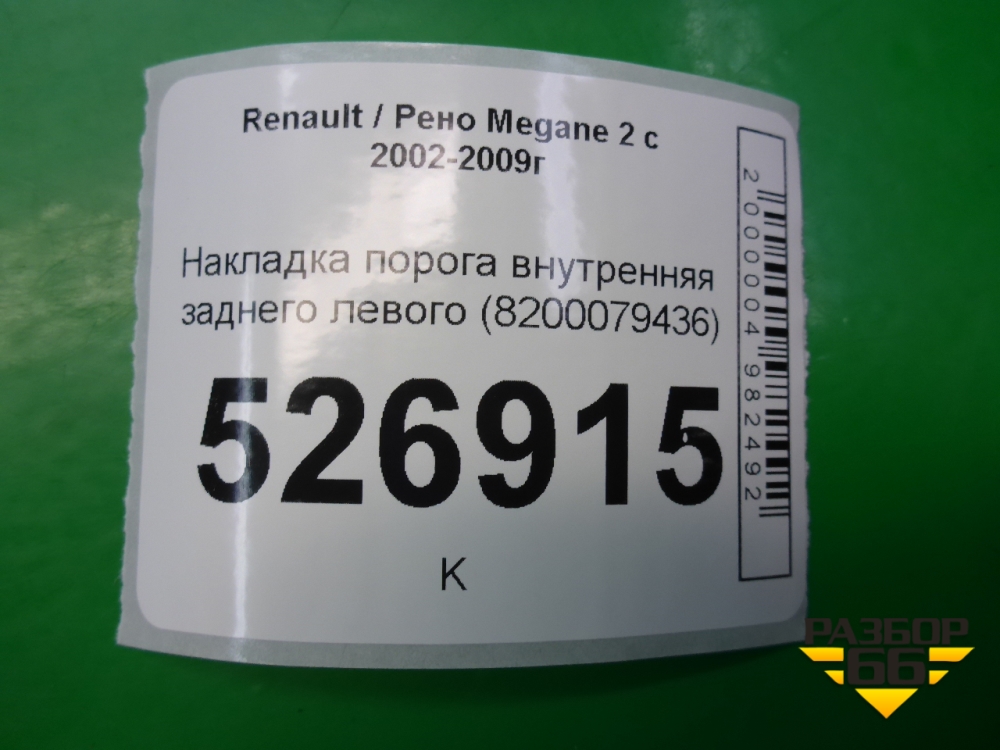 Renault / Рено Megane 2 с
2002-2009г
Накладка порога внутренняя
заднего левого (8200079436)
526915
К
2000004982492
РАЗБОР
66